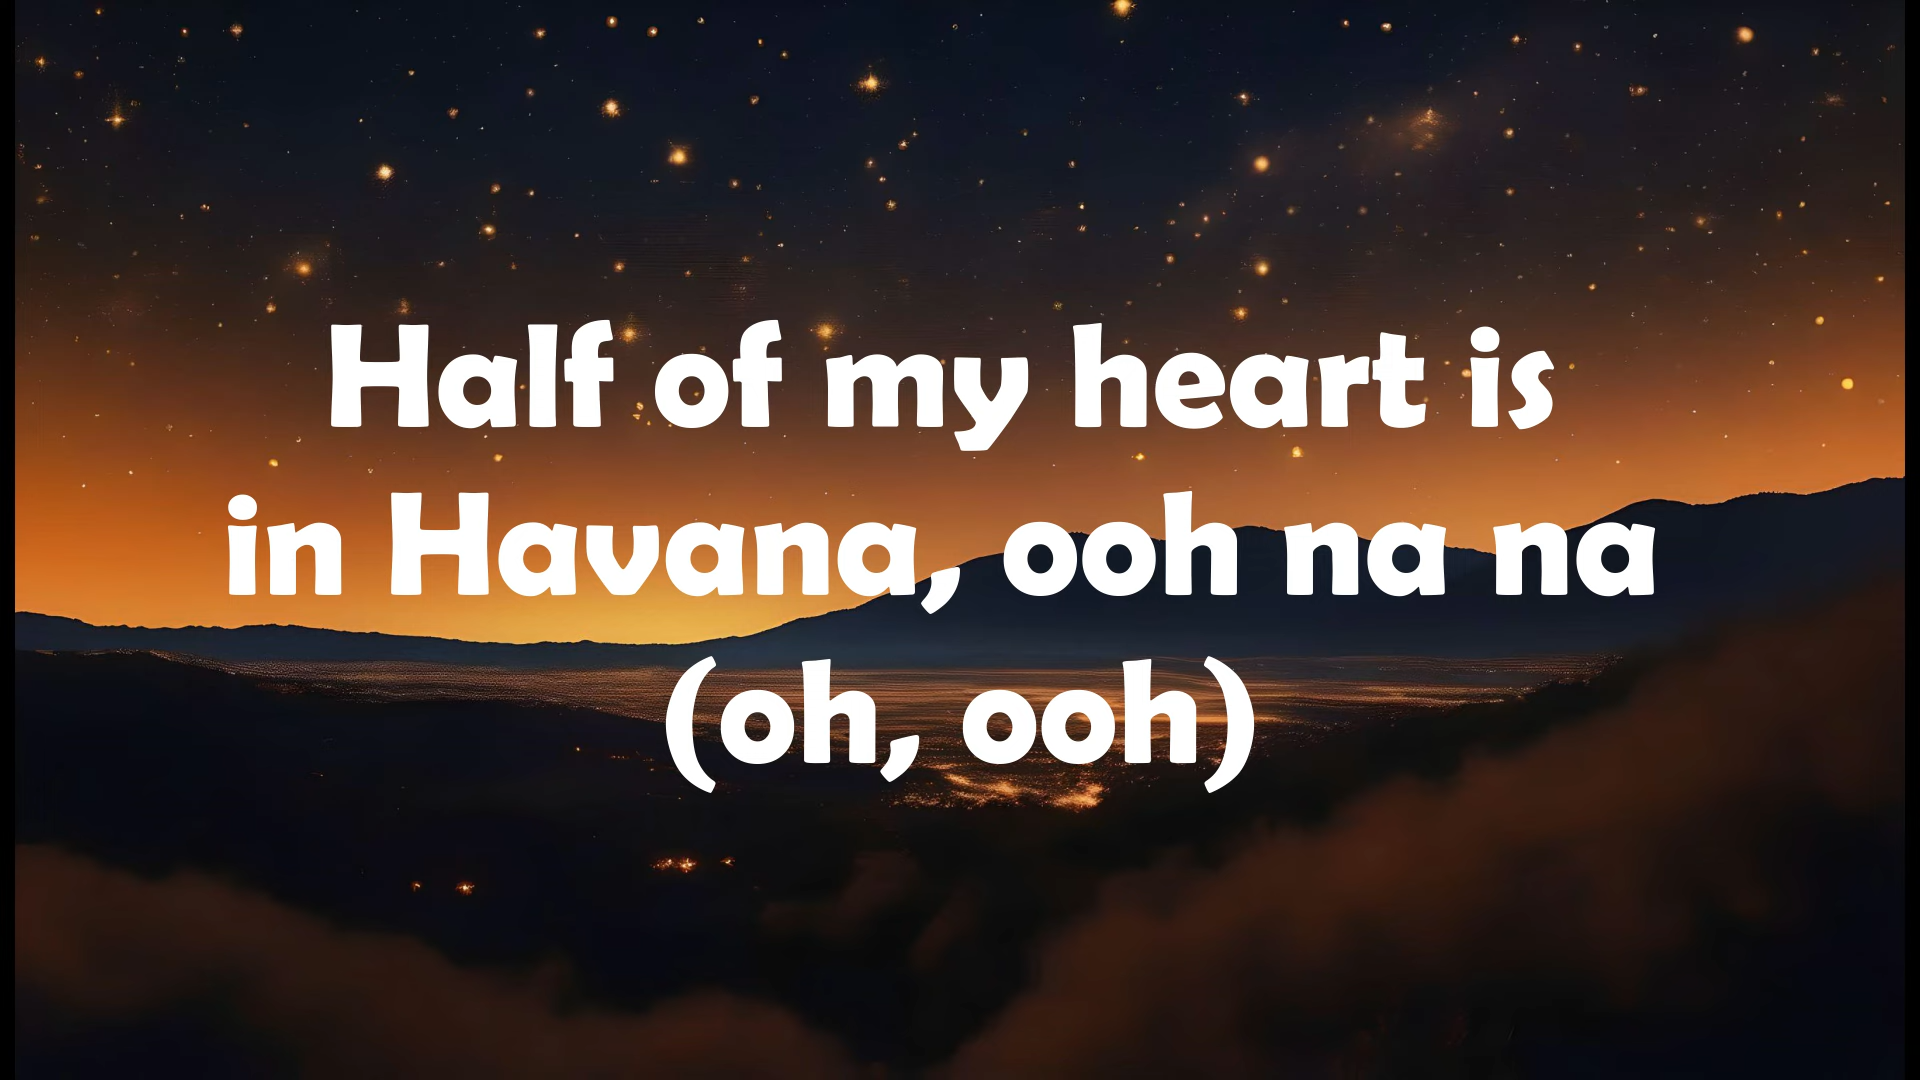 Half of my heart is
in Havana, ooh na na
(oh, ooh)